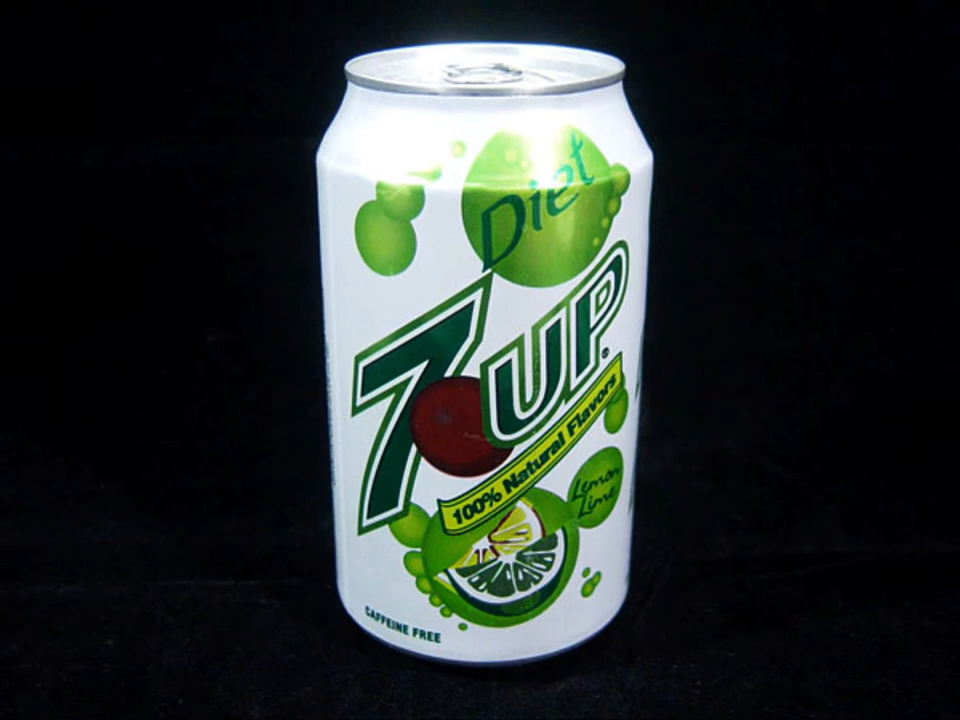 Diet
7UP®
100% Natural Flavors
Lemon
Lime
CAFFEINE FREE